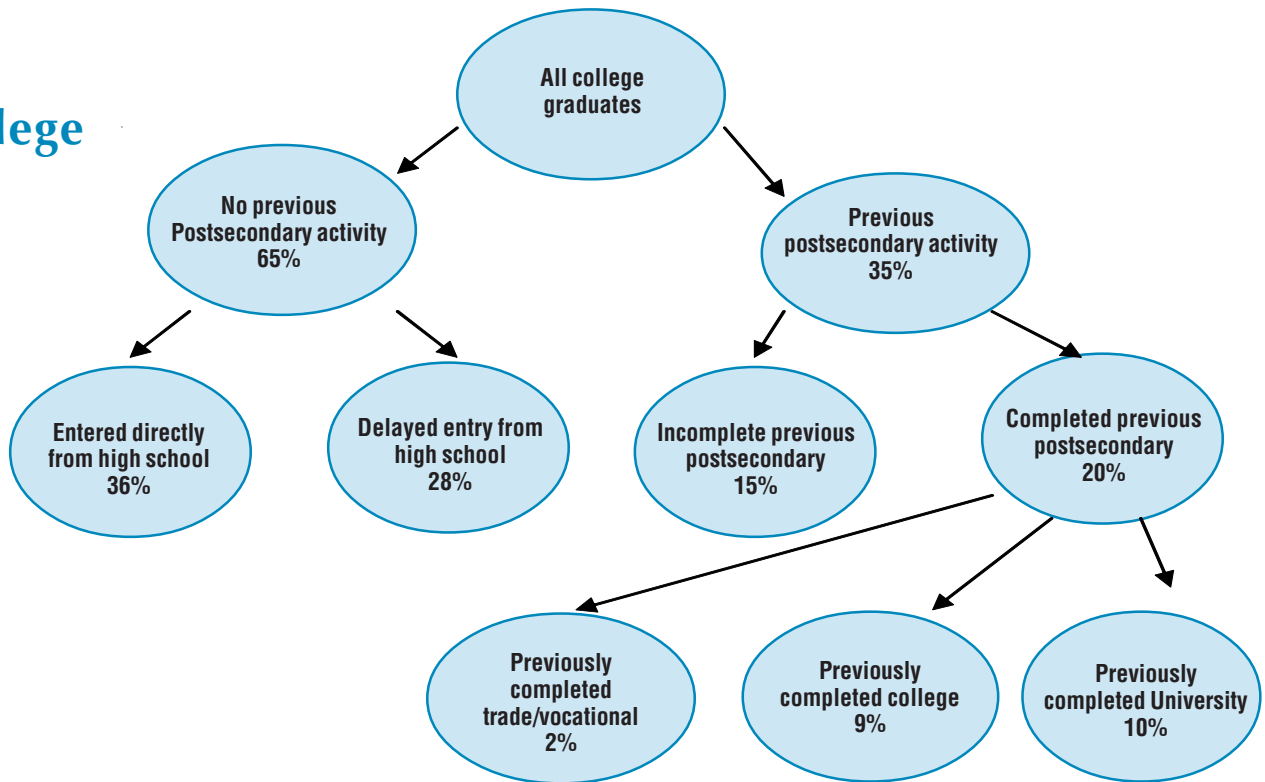 All college
graduates
lege
No previous
Postsecondary activity
65%
Previous
postsecondary activity
35%
Entered directly
from high school
36%
Delayed entry from
high school
28%
Incomplete previous
postsecondary
15%
Completed previous
postsecondary
20%
Previously
completed
trade/vocational
2%
Previously
completed college
9%
Previously
completed University
10%